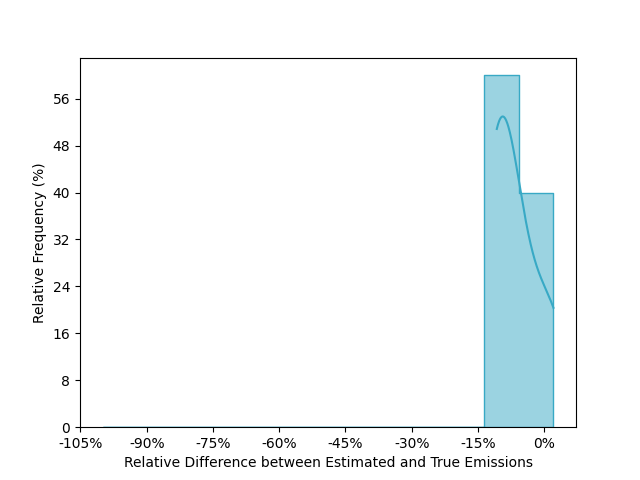 56
48
40
32
24
16
8
0
Relative Frequency (%)
-105% -90% -75% -60% -45% -30% -15% 0%
Relative Difference between Estimated and True Emissions